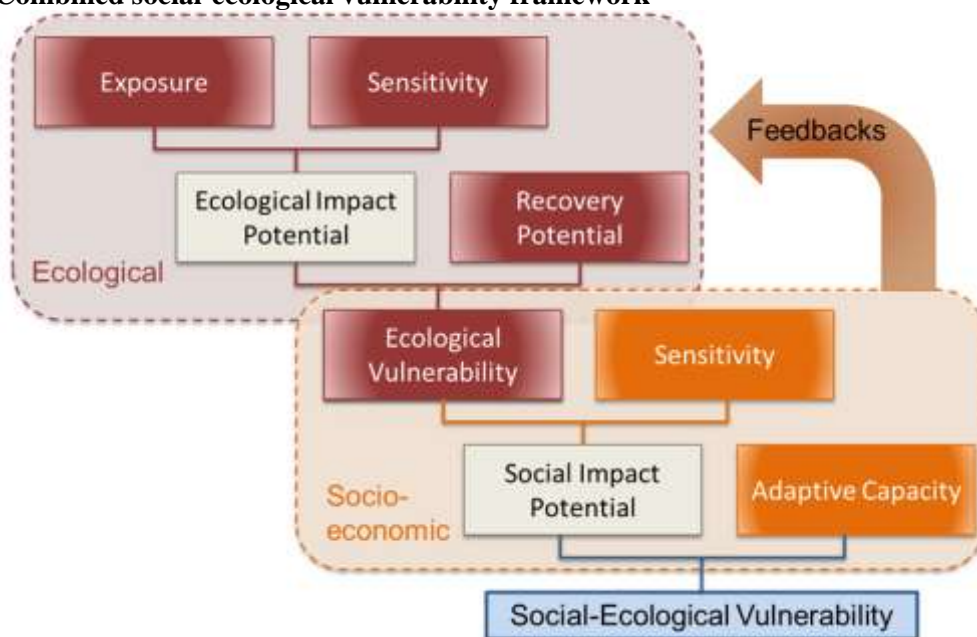 Combined social-ecological vulnerability framework
Exposure
Sensitivity
Feedbacks
Ecological Impact
Potential
Recovery
Potential
Ecological
Ecological
Vulnerability
Sensitivity
Social Impact
Potential
Adaptive Capacity
Socio-
economic
Social-Ecological Vulnerability